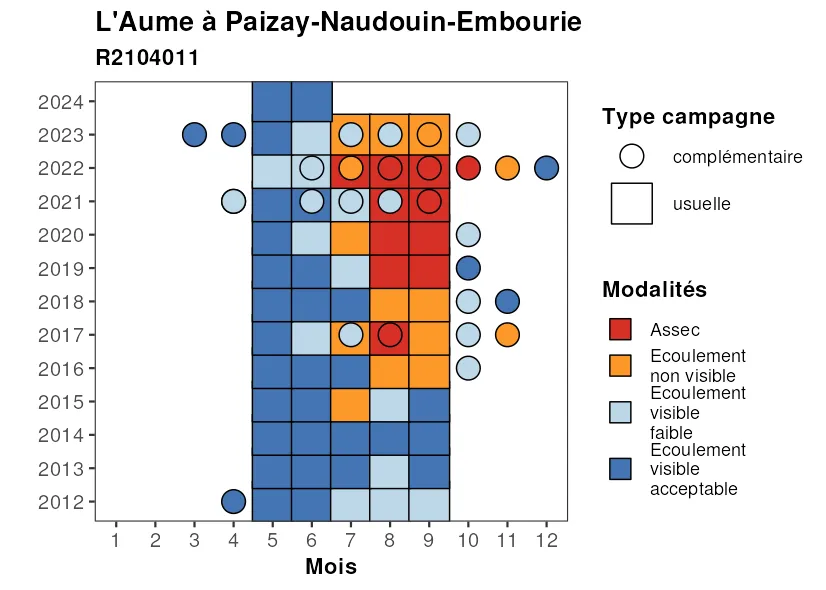 L'Aume à Paizay-Naudouin-Embourie
R2104011
2024
2023
2022
2021
2020
2019
2018
2017
2016
2015
2014
2013
2012
1 2 3 4 5 6 7 8 9 10 11 12
Mois
Type campagne
complémentaire
usuelle
Modalités
Assec
Ecoulement
non visible
Ecoulement
visible
faible
Ecoulement
visible
acceptable